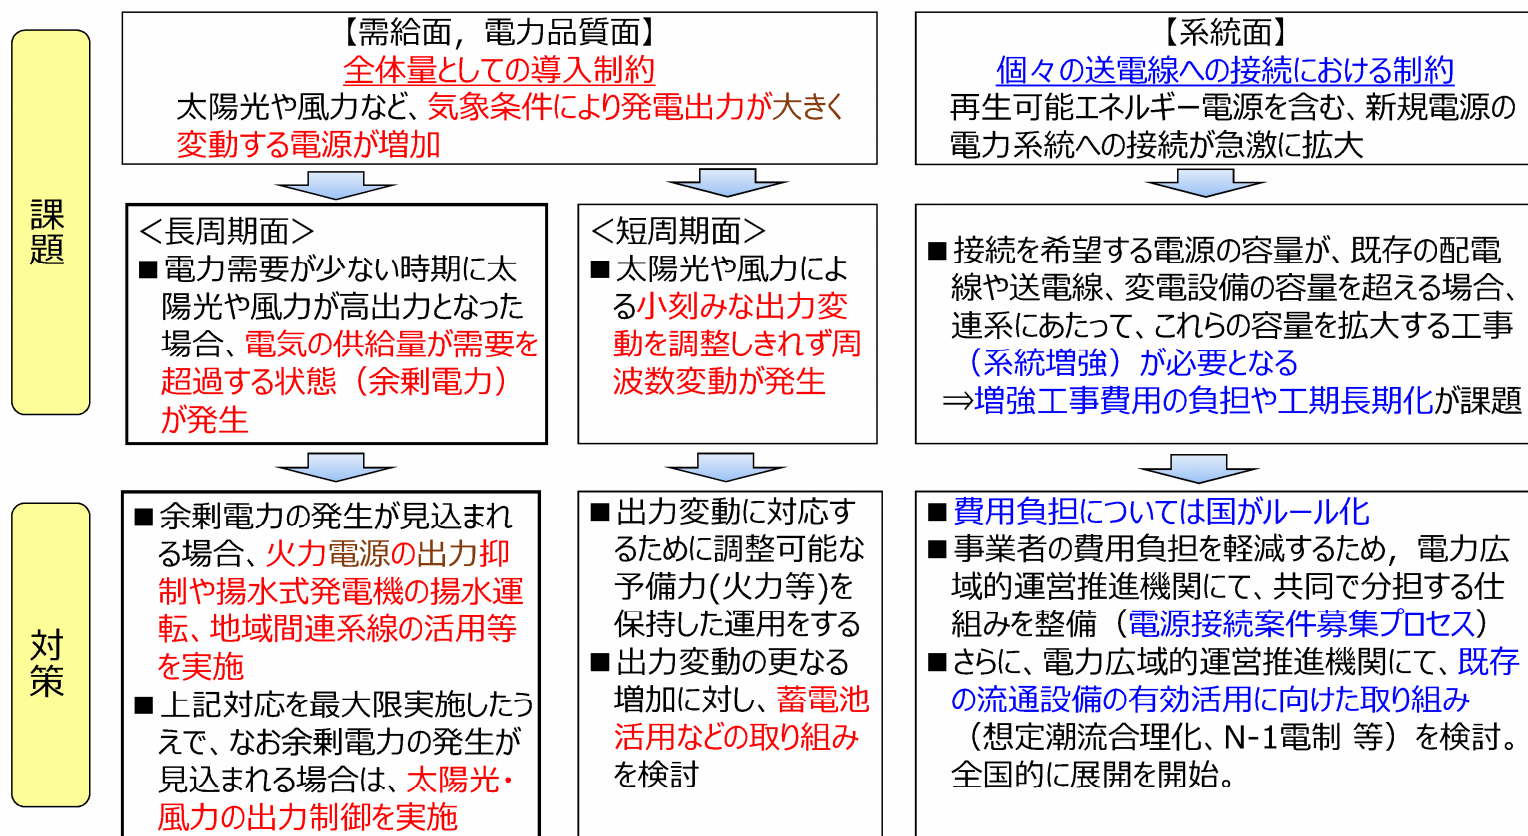 課題
【需給面，電力品質面】
全体量としての導入制約
太陽光や風力など、気象条件により発電出力が大きく
変動する電源が増加
【系統面】
個々の送電線への接続における制約
再生可能エネルギー電源を含む、新規電源の
電力系統への接続が急激に拡大
＜長周期面＞
■電力需要が少ない時期に太
陽光や風力が高出力となった
場合、電気の供給量が需要を
超過する状態（余剰電力）
が発生
＜短周期面＞
■太陽光や風力によ
る小刻みな出力変
動を調整しきれず周
波数変動が発生
■接続を希望する電源の容量が、既存の配電
線や送電線、変電設備の容量を超える場合、
連系にあたって、これらの容量を拡大する工事
（系統増強）が必要となる
⇒増強工事費用の負担や工期長期化が課題
対策
■余剰電力の発生が見込まれ
る場合、火力電源の出力抑
制や揚水式発電機の揚水運
転、地域間連系線の活用等
を実施
■上記対応を最大限実施したう
えで、なお余剰電力の発生が
見込まれる場合は、太陽光・
風力の出力制御を実施
■出力変動に対応す
るために調整可能な
予備力(火力等)を
保持した運用をする
■出力変動の更なる
増加に対し、蓄電池
活用などの取り組み
を検討
■費用負担については国がルール化
■事業者の費用負担を軽減するため，電力広
域的運営推進機関にて、共同で分担する仕
組みを整備（電源接続案件募集プロセス）
■さらに、電力広域的運営推進機関にて、既存
の流通設備の有効活用に向けた取り組み
（想定潮流合理化、N-1電制 等）を検討。
全国的に展開を開始。